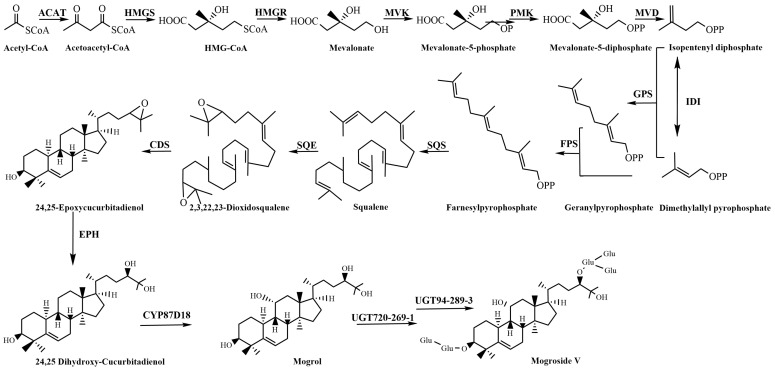 ACAT
HMGS
HMGR
MVK
PMK
MVD
O
SCoA
O O
SCoA
HOOC
OH
SCoA
HOOC
OH
OH
HOOC
OH
OP
HOOC
OH
OPP
OPP
Acetyl-CoA
Acetoacetyl-CoA
HMG-CoA
Mevalonate
Mevalonate-5-phosphate
Mevalonate-5-diphosphate
Isopentenyl diphosphate
GPS
IDI
FPS
SQS
SQE
CDS
O
H
H
H
HO
O
O
OPP
OPP
OPP
24,25-Epoxycucurbitadienol
2,3,22,23-Dioxidosqualene
Squalene
Farnesylpyrophosphate
Geranylpyrophosphate
Dimethylallyl pyrophosphate
EPH
OH
OH
H
H
H
HO
24,25 Dihydroxy-Cucurbitadienol
CYP87D18
OH
OH
HO
H
H
H
HO
Mogrol
UGT94-289-3
UGT720-269-1
Glu
Glu
Glu
O
OH
HO
H
H
H
Glu
Glu
O
Mogroside V